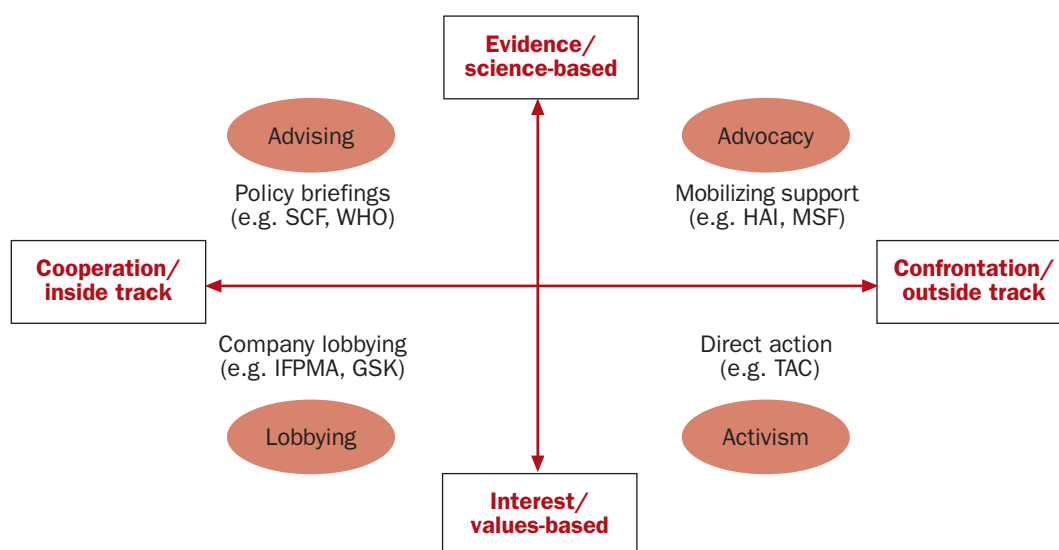 Evidence/
science-based
Advising
Advocacy
Policy briefings
(e.g. SCF, WHO)
Mobilizing support
(e.g. HAI, MSF)
Cooperation/
inside track
Confrontation/
outside track
Company lobbying
(e.g. IFPMA, GSK)
Direct action
(e.g. TAC)
Lobbying
Activism
Interest/
values-based